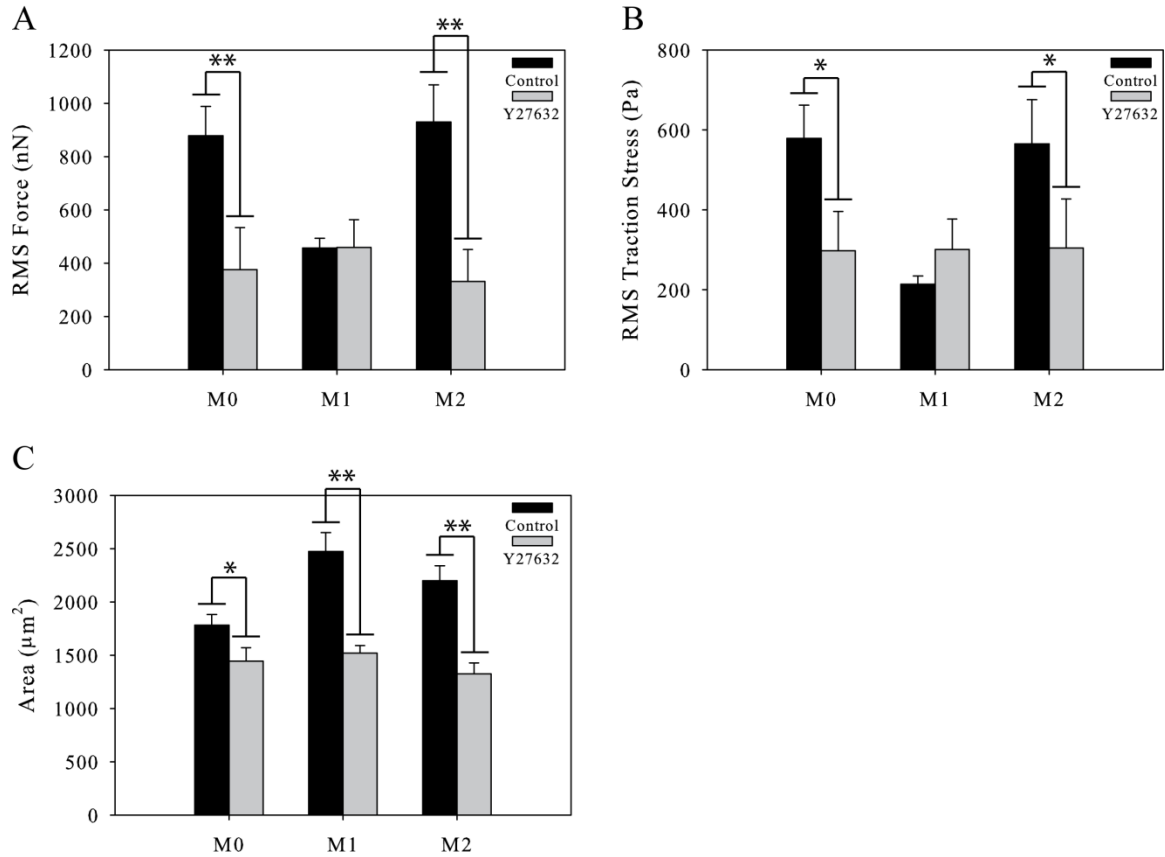 A
RMS Force (nN)
1200
1000
800
600
400
200
0
**
**
Control
Y27632
M0 M1 M2
B
RMS Traction Stress (Pa)
800
600
400
200
0
*
*
Control
Y27632
M0 M1 M2
C
Area (μm²)
3000
2500
2000
1500
1000
500
0
*
**
**
Control
Y27632
M0 M1 M2